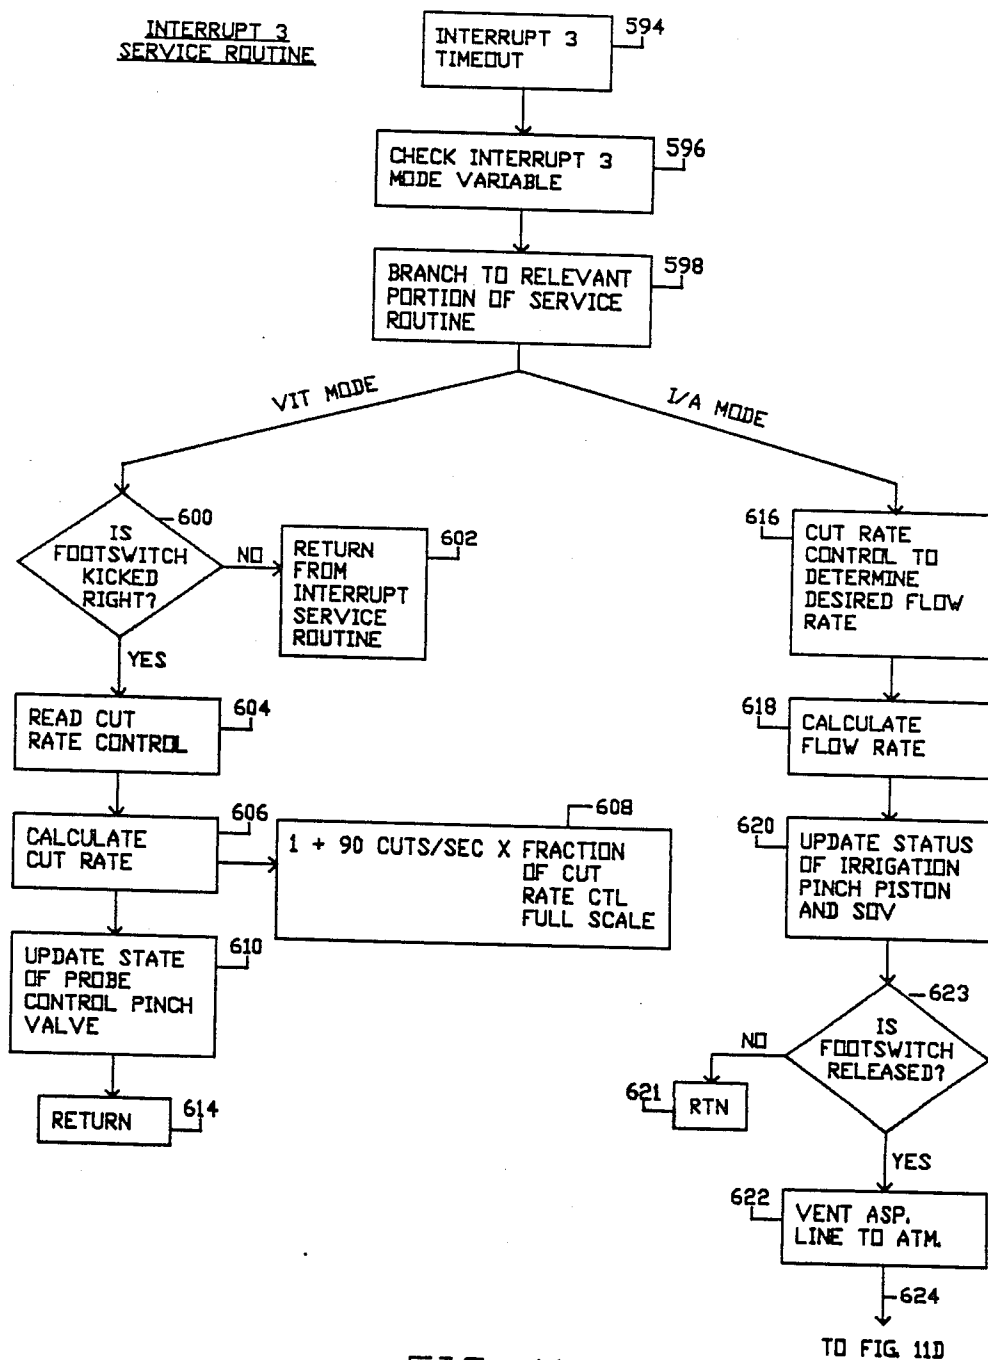 INTERRUPT 3
SERVICE ROUTINE
INTERRUPT 3
TIMEOUT
594
CHECK INTERRUPT 3
MODE VARIABLE
596
BRANCH TO RELEVANT
PORTION OF SERVICE
ROUTINE
598
VIT MODE
I/A MODE
IS
FOOTSWITCH
KICKED
RIGHT?
600
NO
RETURN
FROM
INTERRUPT
SERVICE
ROUTINE
602
YES
READ CUT
RATE CONTROL
604
CALCULATE
CUT RATE
606
1 + 90 CUTS/SEC X FRACTION
OF CUT
RATE CTL
FULL SCALE
608
UPDATE STATE
OF PROBE
CONTROL PINCH
VALVE
610
RETURN
614
616
CUT RATE
CONTROL TO
DETERMINE
DESIRED FLOW
RATE
618
CALCULATE
FLOW RATE
620
UPDATE STATUS
OF IRRIGATION
PINCH PISTON
AND SOV
623
IS
FOOTSWITCH
RELEASED?
NO
621
RTN
YES
622
VENT ASP.
LINE TO ATM.
624
TO FIG. 11D